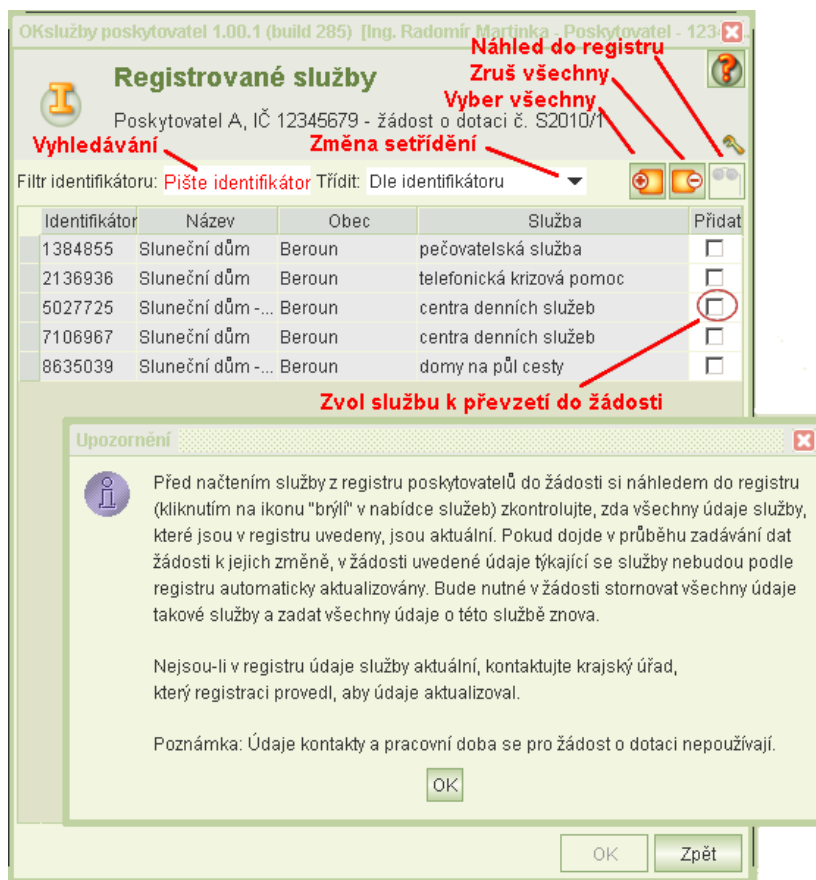 OKslužby poskytovatel 1.00.1 (build 285) [Ing. Radomír Martinka - Poskytovatel - 123
Náhled do registru
Registrované služby
Zruš všechny
Vyber všechny
Poskytovatel A, IČ 12345679 - žádost o dotaci č. S2010/1
Vyhledávání
Změna setřídění
Filtr identifikátoru: Pište identifikátor Třídit: Dle identifikátoru
Identifikátor Název Obec Služba Přidat
1384855 Sluneční dům Beroun pečovatelská služba
2136936 Sluneční dům Beroun telefonická krizová pomoc
5027725 Sluneční dům -... Beroun centra denních služeb
7106967 Sluneční dům Beroun centra denních služeb
8635039 Sluneční dům -... Beroun domy na půl cesty
Zvol službu k převzetí do žádosti
Upozornění
Před načtením služby z registru poskytovatelů do žádosti si náhledem do registru
(kliknutím na ikonu "brýlí" v nabídce služeb) zkontrolujte, zda všechny údaje služby,
které jsou v registru uvedeny, jsou aktuální. Pokud dojde v průběhu zadávání dat
žádosti k jejich změně, v žádosti uvedené údaje týkající se služby nebudou podle
registru automaticky aktualizovány. Bude nutné v žádosti stornovat všechny údaje
takové služby a zadat všechny údaje o této službě znova.
Nejsou-li v registru údaje služby aktuální, kontaktujte krajský úřad,
který registraci provedl, aby údaje aktualizoval.
Poznámka: Údaje kontakty a pracovní doba se pro žádost o dotaci nepoužívají.
OK
OK Zpět